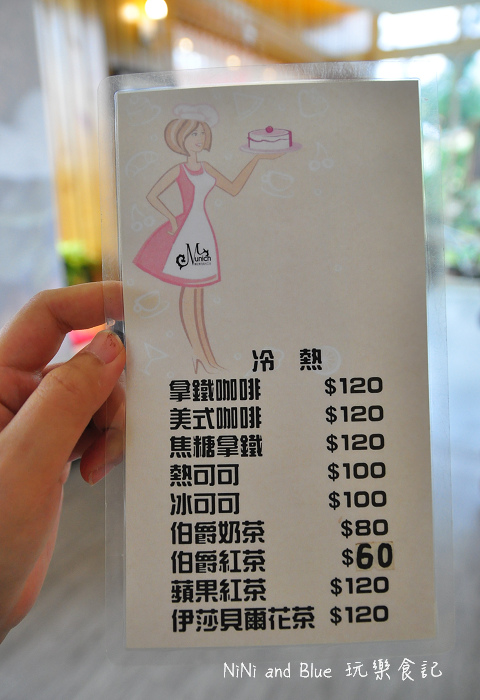 My
Munich
冷 熱
拿鐵咖啡 $120
美式咖啡 $120
焦糖拿鐵 $120
熱可可 $100
冰可可 $100
伯爵奶茶 $80
伯爵紅茶 $60
蘋果紅茶 $120
伊莎貝爾花茶 $120
NiNi and Blue 玩樂食記